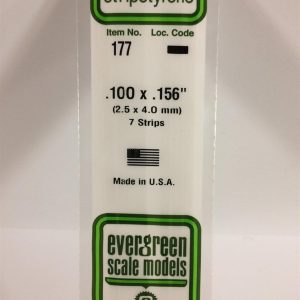 Item No. Loc. Code
177
.100 x .156"
(2.5 x 4.0 mm)
7 Strips
Made in U.S.A.
evergreen
scale models